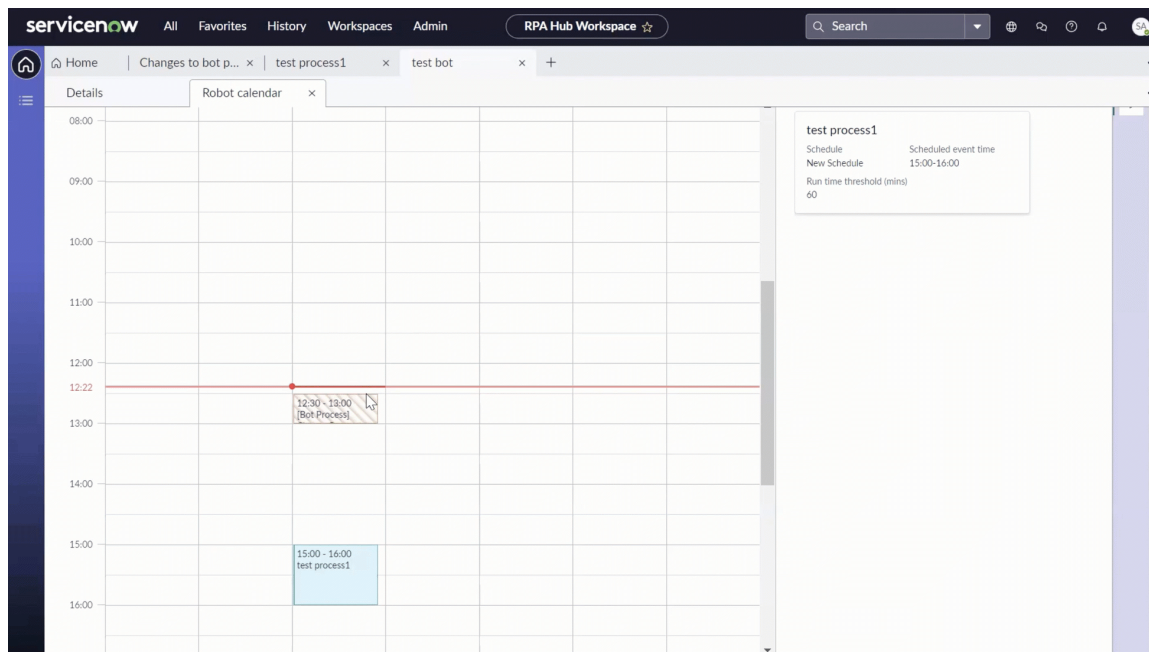 servicenow All Favorites History Workspaces Admin RPA Hub Workspace Search SA
Home Changes to bot p... test process1 test bot
Details Robot calendar
08:00
09:00
10:00
11:00
12:00
12:22
12:30 - 13:00
[Bot Process]
13:00
14:00
15:00
15:00 - 16:00
test process1
16:00
test process1
Schedule Scheduled event time
New Schedule 15:00-16:00
Run time threshold (mins)
60